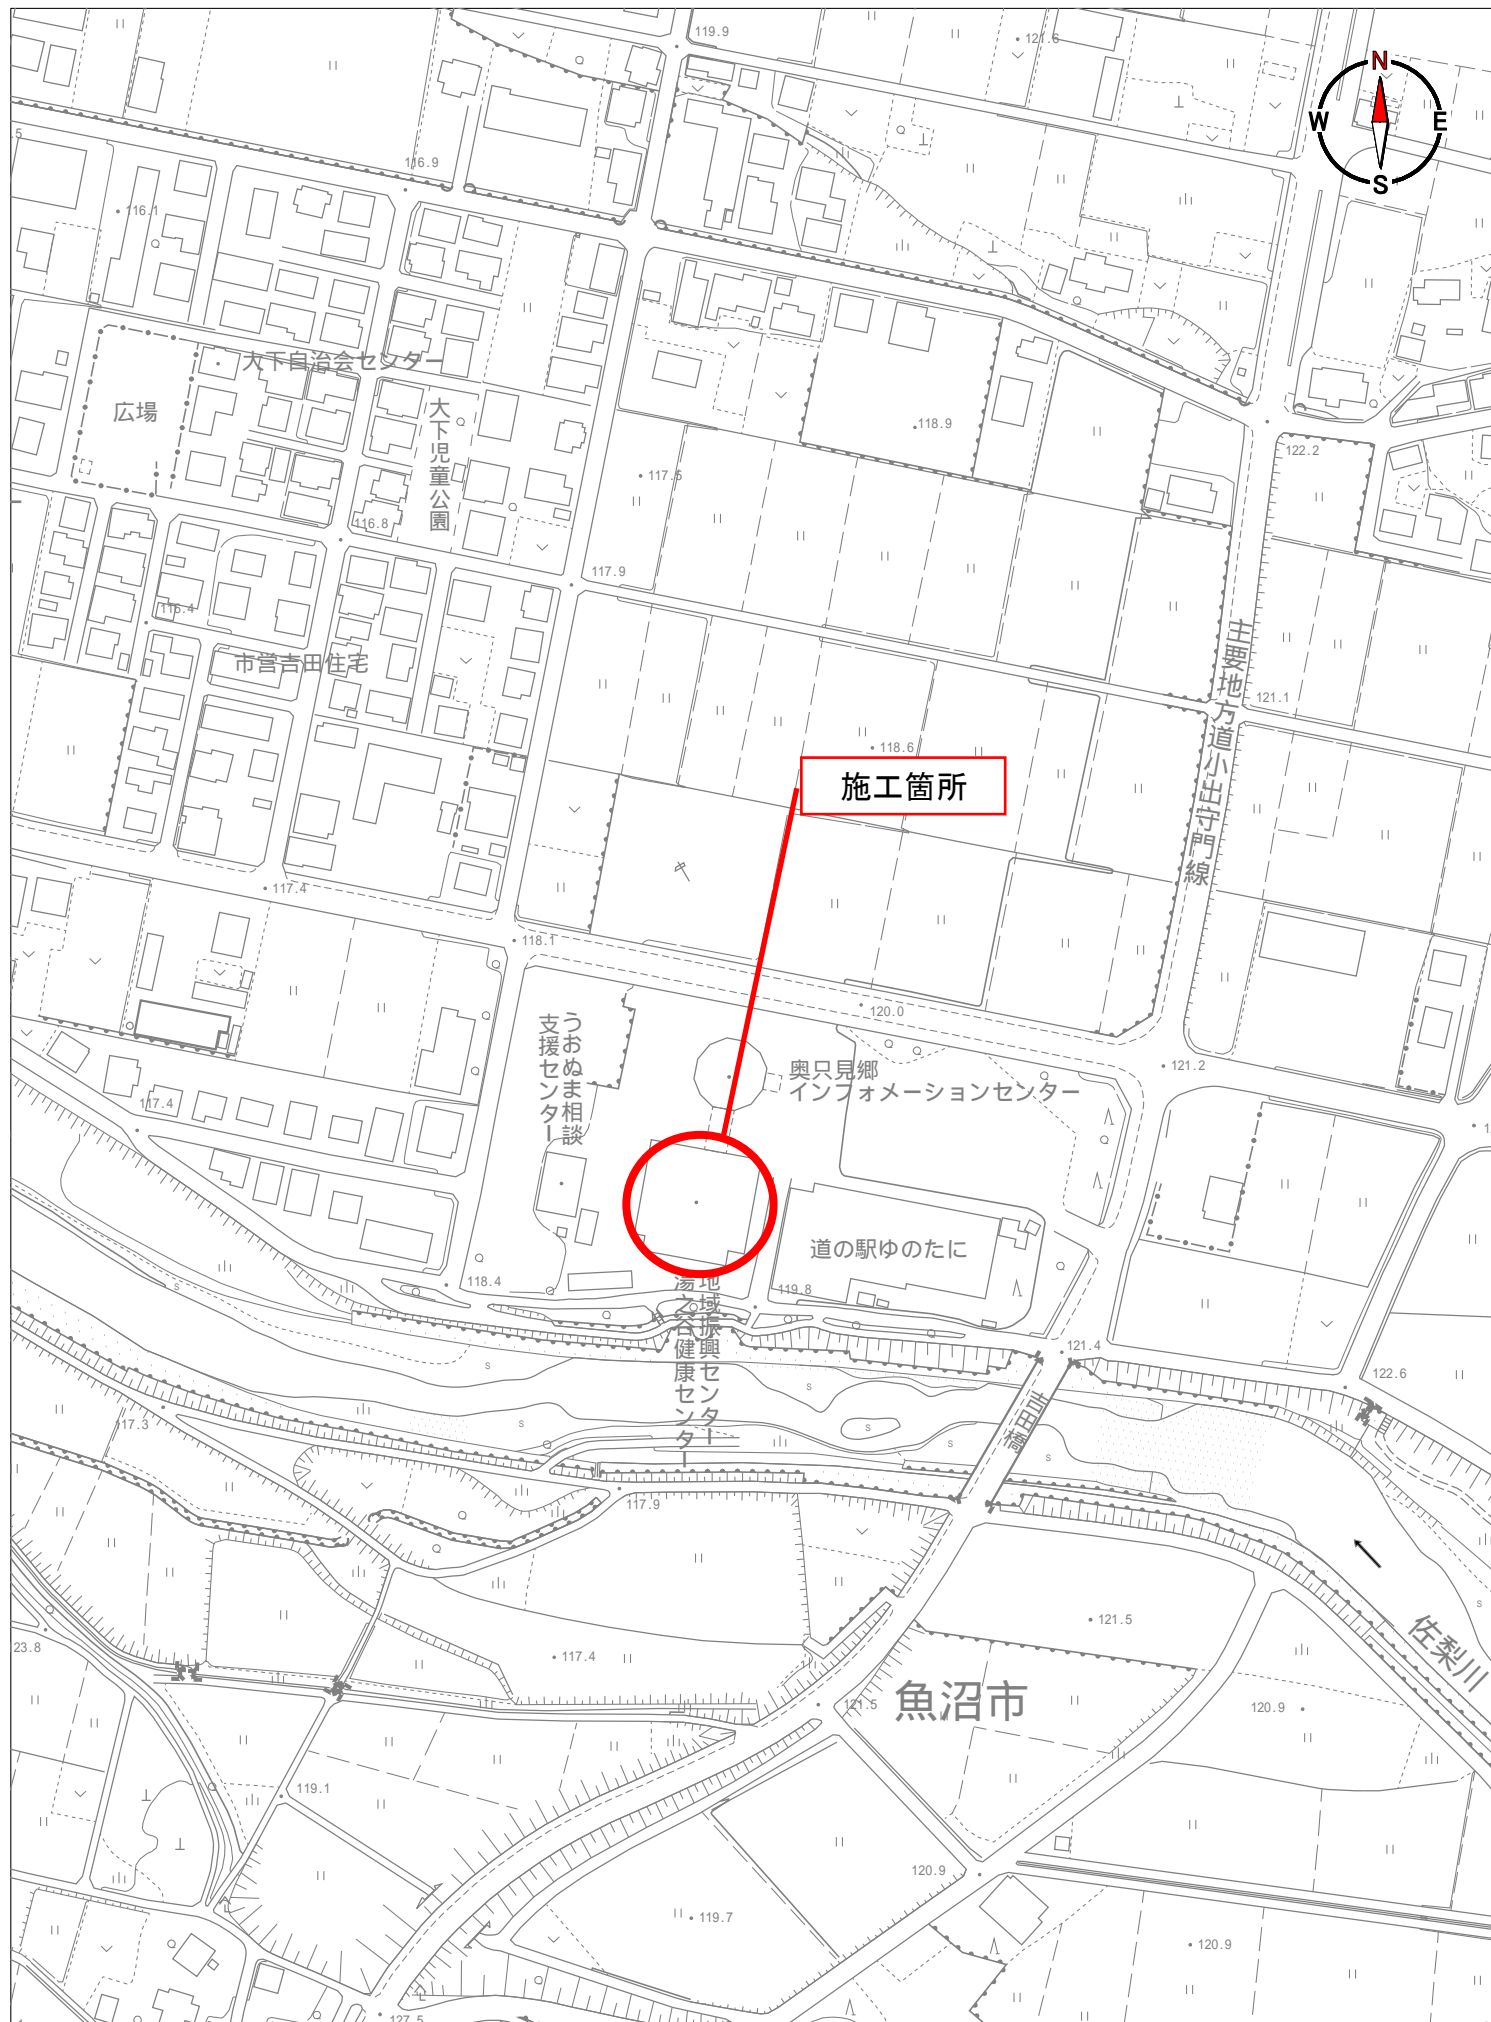 119.9
121.6
N
W
E
S
116.9
116.1
大下自治会センター
広場
大下児童公園
118.9
122.2
117.5
116.8
117.9
116.4
市営吉田住宅
主要地方道小出守門線
121.1
118.6
施工箇所
117.4
118.1
120.0
うおぬま相談
支援センター
奥只見郷
インフォメーションセンター
121.2
117.4
道の駅ゆのたに
118.4
119.8
地域振興センター
湯之谷健康センター
121.4
122.6
吉田橋
117.3
117.9
121.5
佐梨川
23.8
117.4
魚沼市
121.5
120.9
119.1
120.9
119.7
120.9
127.5